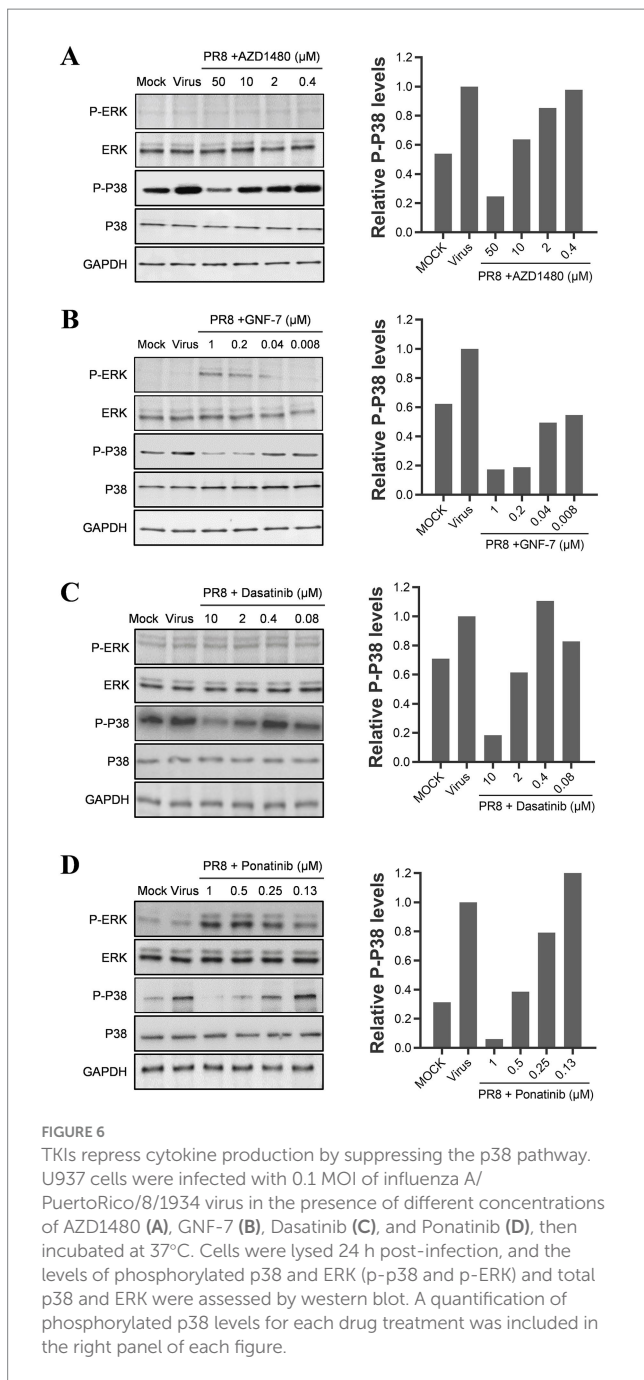 A
PR8 +AZD1480 (μM)
Mock Virus 50 10 2 0.4
P-ERK
ERK
P-P38
P38
GAPDH
Relative P-P38 levels
1.2
1.0
0.8
0.6
0.4
0.2
0.0
MOCK Virus 50 10 2 0.4
PR8 +AZD1480 (μM)
B
PR8 +GNF-7 (μM)
Mock Virus 1 0.2 0.04 0.008
P-ERK
ERK
P-P38
P38
GAPDH
Relative P-P38 levels
1.2
1.0
0.8
0.6
0.4
0.2
0.0
MOCK Virus 1 0.2 0.04 0.008
PR8 +GNF-7 (μM)
C
PR8 + Dasatinib (μM)
Mock Virus 10 2 0.4 0.08
P-ERK
ERK
P-P38
P38
GAPDH
Relative P-P38 levels
1.2
1.0
0.8
0.6
0.4
0.2
0.0
MOCK Virus 10 2 0.4 0.08
PR8 + Dasatinib (μM)
D
PR8 + Ponatinib (μM)
Mock Virus 1 0.5 0.25 0.13
P-ERK
ERK
P-P38
P38
GAPDH
Relative P-P38 levels
1.2
1.0
0.8
0.6
0.4
0.2
0.0
MOCK Virus 1 0.5 0.25 0.13
PR8 + Ponatinib (μM)
FIGURE 6
TKIs repress cytokine production by suppressing the p38 pathway.
U937 cells were infected with 0.1 MOI of influenza A/
PuertoRico/8/1934 virus in the presence of different concentrations
of AZD1480 (A), GNF-7 (B), Dasatinib (C), and Ponatinib (D), then
incubated at 37°C. Cells were lysed 24 h post-infection, and the
levels of phosphorylated p38 and ERK (p-p38 and p-ERK) and total
p38 and ERK were assessed by western blot. A quantification of
phosphorylated p38 levels for each drug treatment was included in
the right panel of each figure.